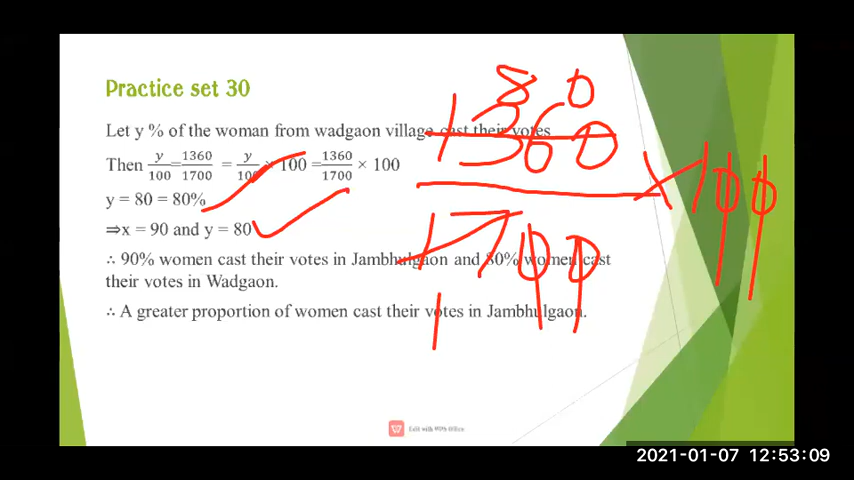 Practice set 30
Let y % of the woman from wadgaon village cast their votes
Then y/100=1360/1700 = y/100 × 100 =1360/1700 × 100
y = 80 = 80%
⇒x = 90 and y = 80
∴ 90% women cast their votes in Jambhulgaon and 80% women cast
their votes in Wadgaon.
∴ A greater proportion of women cast their votes in Jambhulgaon.
80
1360
1700
× 100
1
Edit with WPS Office
2021-01-07 12:53:09